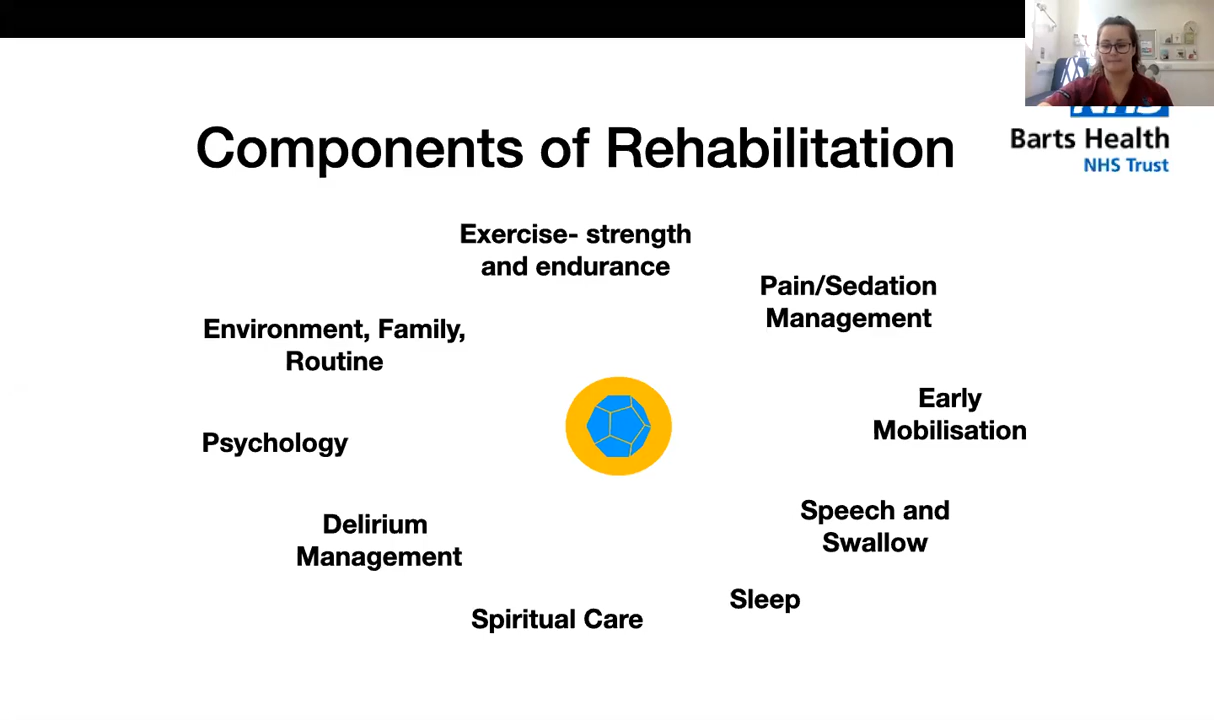 Components of Rehabilitation
NHS
Barts Health
NHS Trust
Exercise- strength
and endurance
Pain/Sedation
Management
Environment, Family,
Routine
Early
Mobilisation
Psychology
Speech and
Swallow
Delirium
Management
Sleep
Spiritual Care